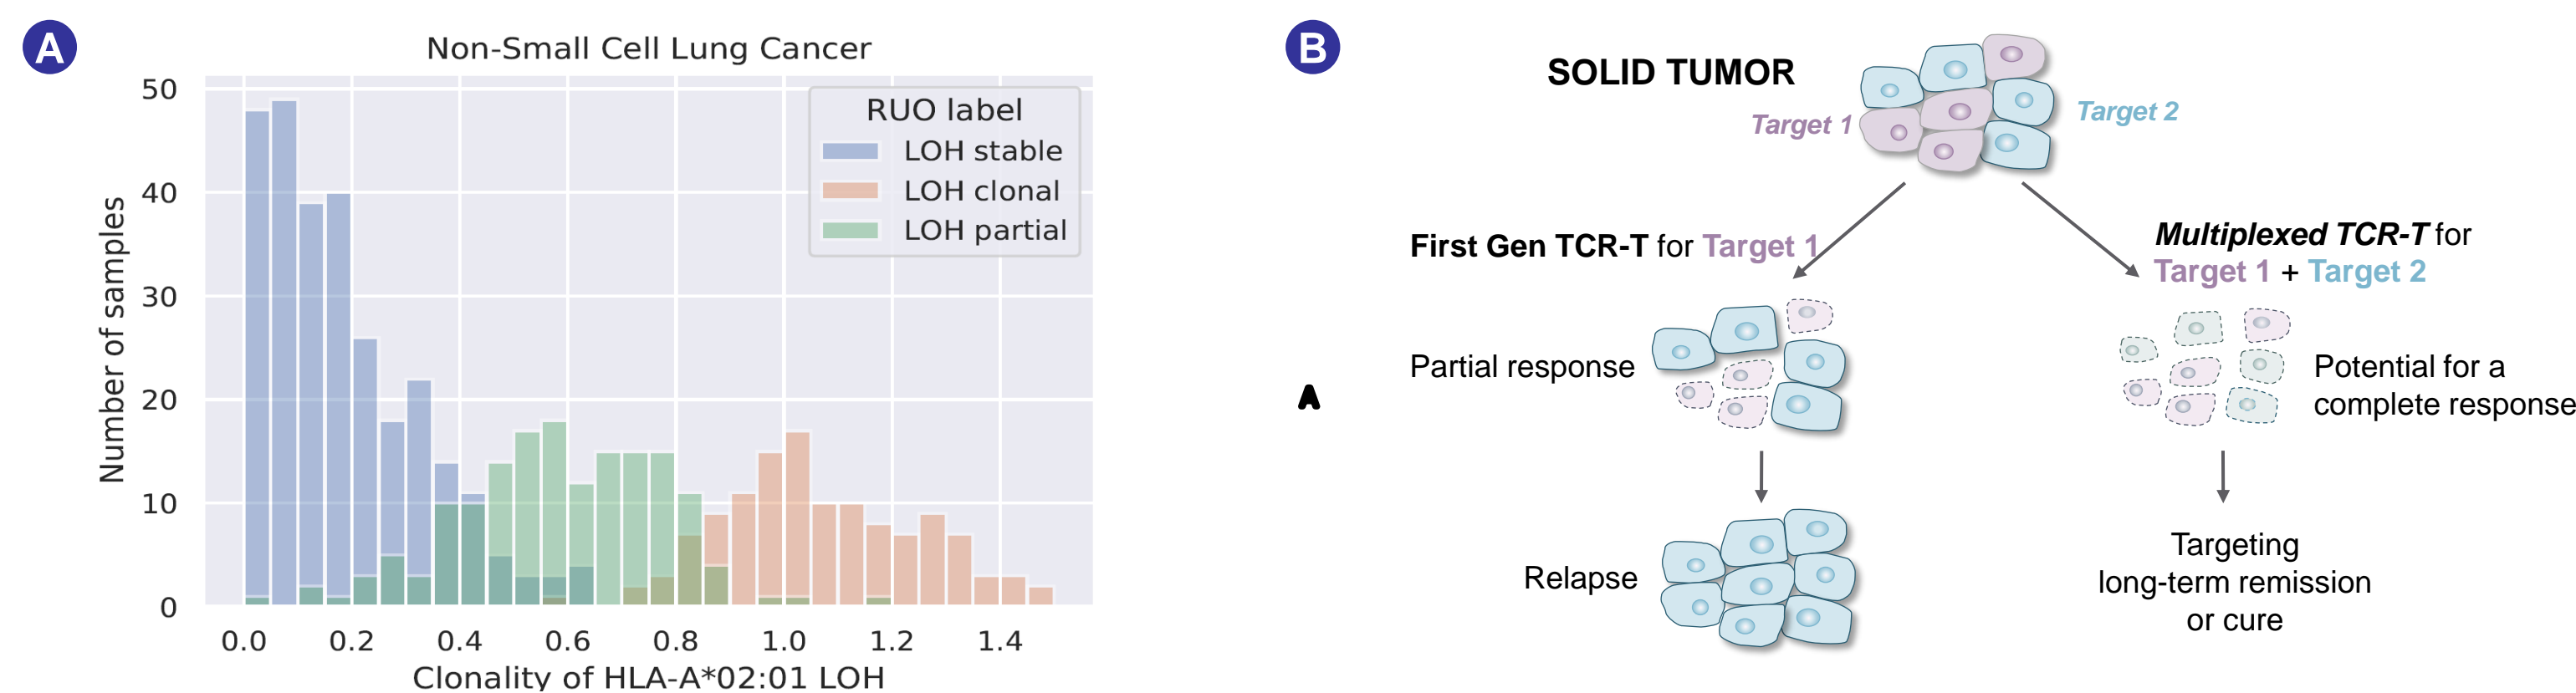 A
Non-Small Cell Lung Cancer
50
40
30
20
10
0
Number of samples
RUO label
LOH stable
LOH clonal
LOH partial
0.0 0.2 0.4 0.6 0.8 1.0 1.2 1.4
Clonality of HLA-A*02:01 LOH
B
SOLID TUMOR
Target 1
Target 2
First Gen TCR-T for Target 1
Multiplexed TCR-T for
Target 1 + Target 2
Partial response
Potential for a
complete response
A
Relapse
Targeting
long-term remission
or cure